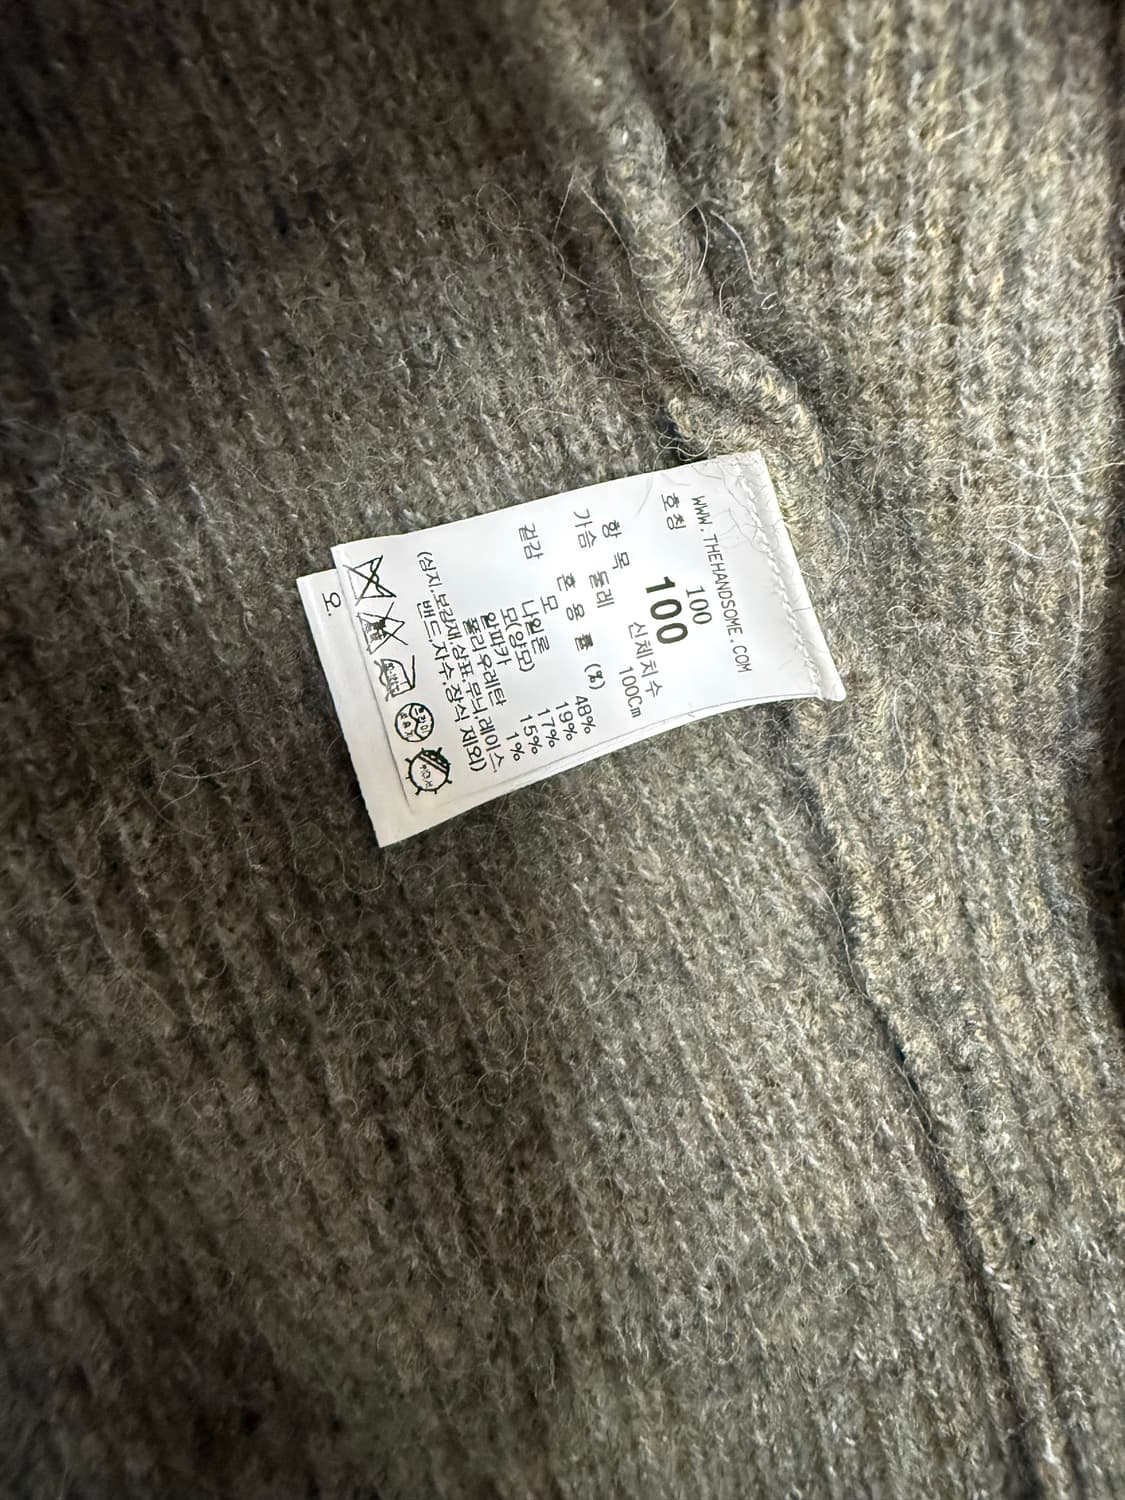 WWW.THEHANDSOME.COM
호칭 100
100
항 목 신체치수
가슴 둘레 100Cm
혼 용 률 (%)
겉감 모 48%
나일론 19%
모(양모) 17%
알파카 15%
폴리우레탄 1%
(심지.보강재.상표.무늬.레이스.
밴드.자수.장식 제외)
요.